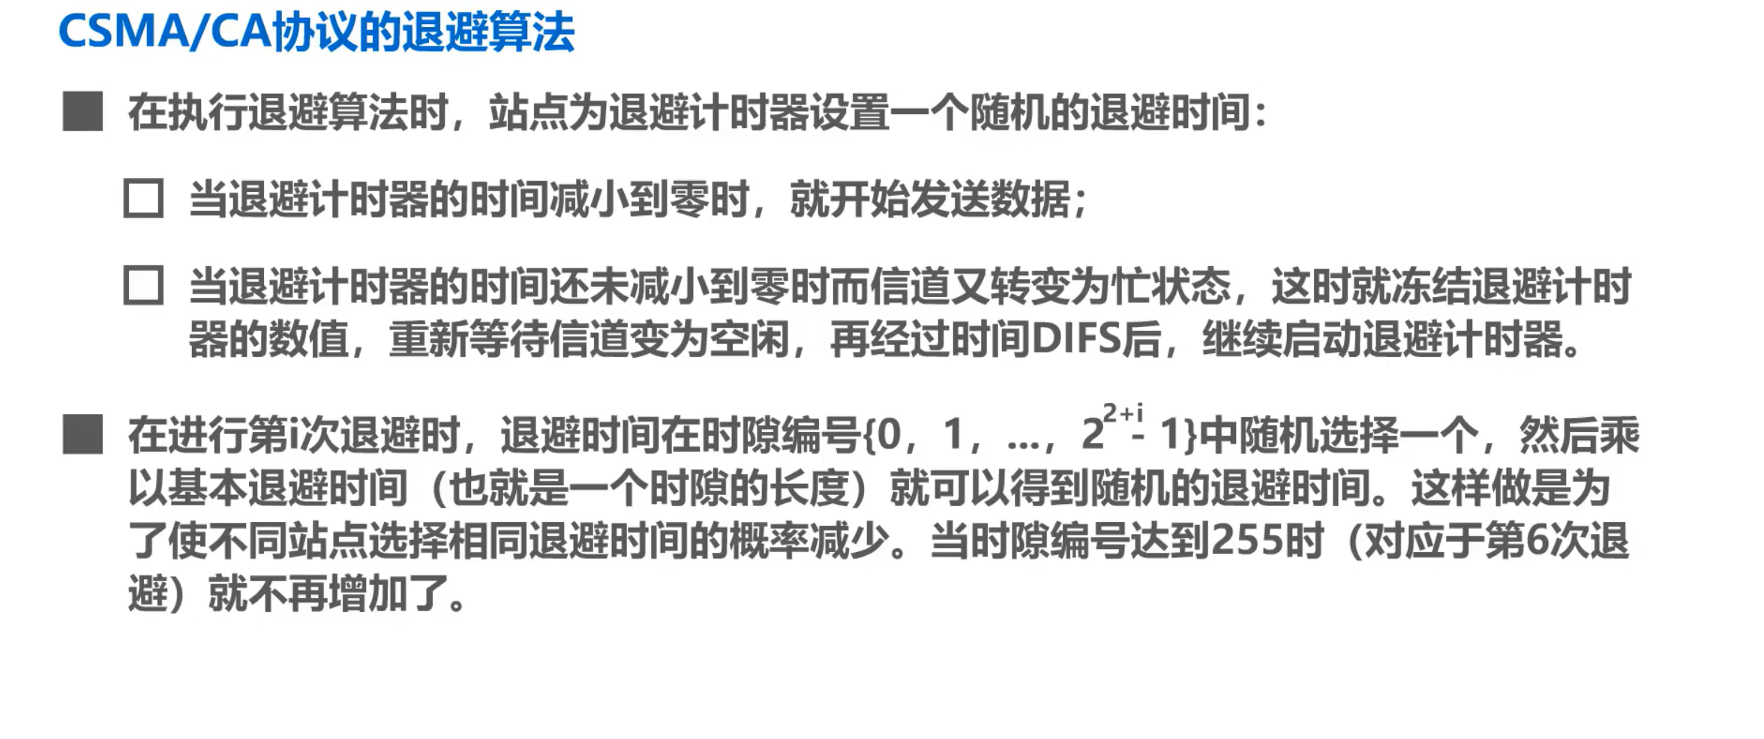 CSMA/CA协议的退避算法
在执行退避算法时，站点为退避计时器设置一个随机的退避时间：
当退避计时器的时间减小到零时，就开始发送数据；
当退避计时器的时间还未减小到零时而信道又转变为忙状态，这时就冻结退避计时
器的数值，重新等待信道变为空闲，再经过时间DIFS后，继续启动退避计时器。
在进行第i次退避时，退避时间在时隙编号{0，1，...，2^{2+i} - 1}中随机选择一个，然后乘
以基本退避时间（也就是一个时隙的长度）就可以得到随机的退避时间。这样做是为
了使不同站点选择相同退避时间的概率减少。当时隙编号达到255时（对应于第6次退
避）就不再增加了。